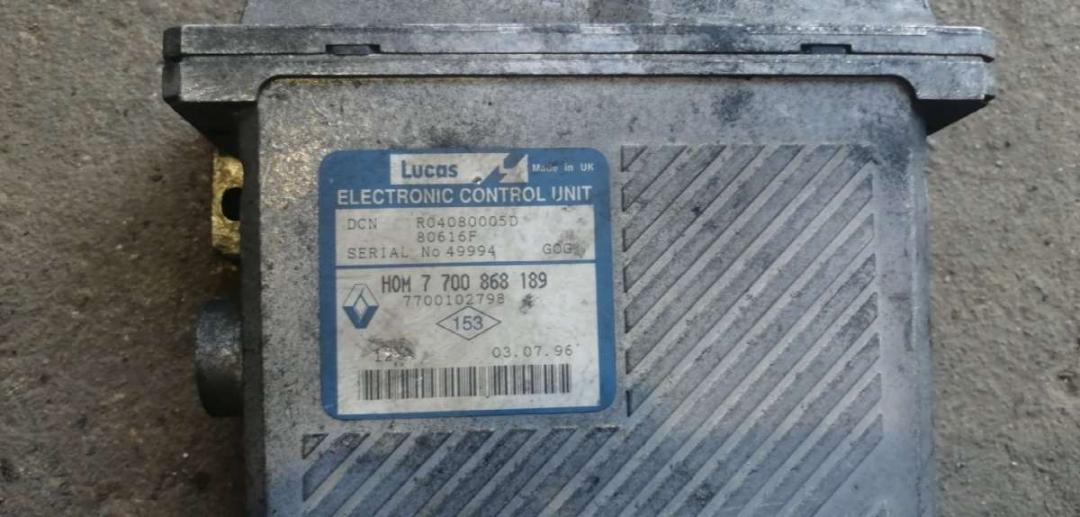 Lucas Made in UK
ELECTRONIC CONTROL UNIT
DCN R04080005D
80616F
SERIAL No 49994
HOM 7 700 868 189
7700102798
153
03.07.96